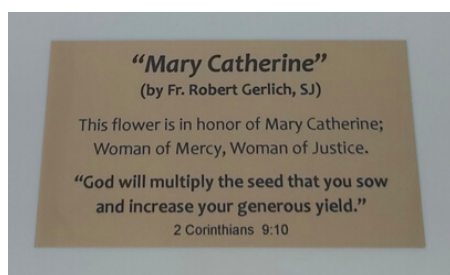 “Mary Catherine”
(by Fr. Robert Gerlich, SJ)
This flower is in honor of Mary Catherine;
Woman of Mercy, Woman of Justice.
“God will multiply the seed that you sow
and increase your generous yield.”
2 Corinthians 9:10